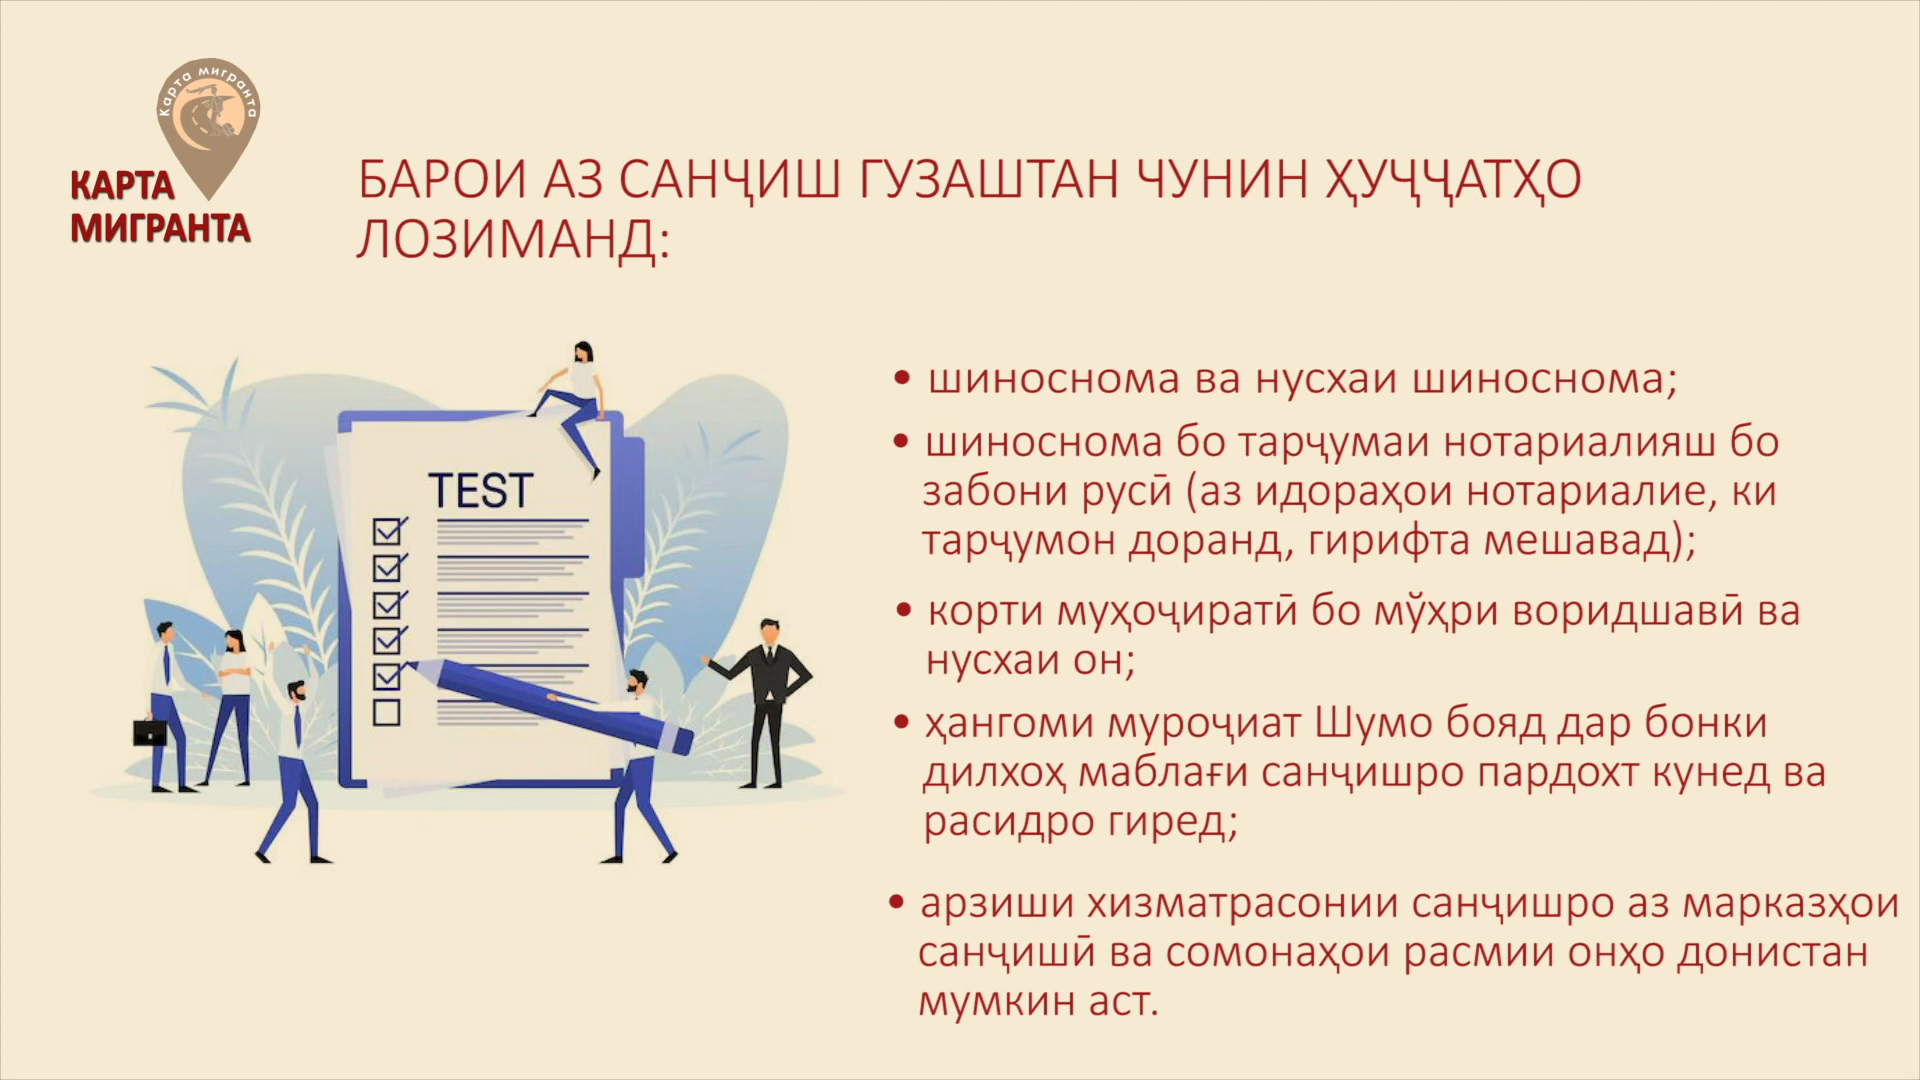 Карта мигранта
КАРТА
МИГРАНТА
БАРОИ АЗ САНҶИШ ГУЗАШТАН ЧУНИН ҲУҶҶАТҲО
ЛОЗИМАНД:
TEST
• шиноснома ва нусхаи шиноснома;
• шиноснома бо тарҷумаи нотариалияш бо
забони русӣ (аз идораҳои нотариалие, ки
тарҷумон доранд, гирифта мешавад);
• корти муҳоҷиратӣ бо мӯҳри воридшавӣ ва
нусхаи он;
• ҳангоми муроҷиат Шумо бояд дар бонки
дилхоҳ маблағи санҷишро пардохт кунед ва
расидро гиред;
• арзиши хизматрасонии санҷишро аз марказҳои
санҷишӣ ва сомонаҳои расмии онҳо донистан
мумкин аст.